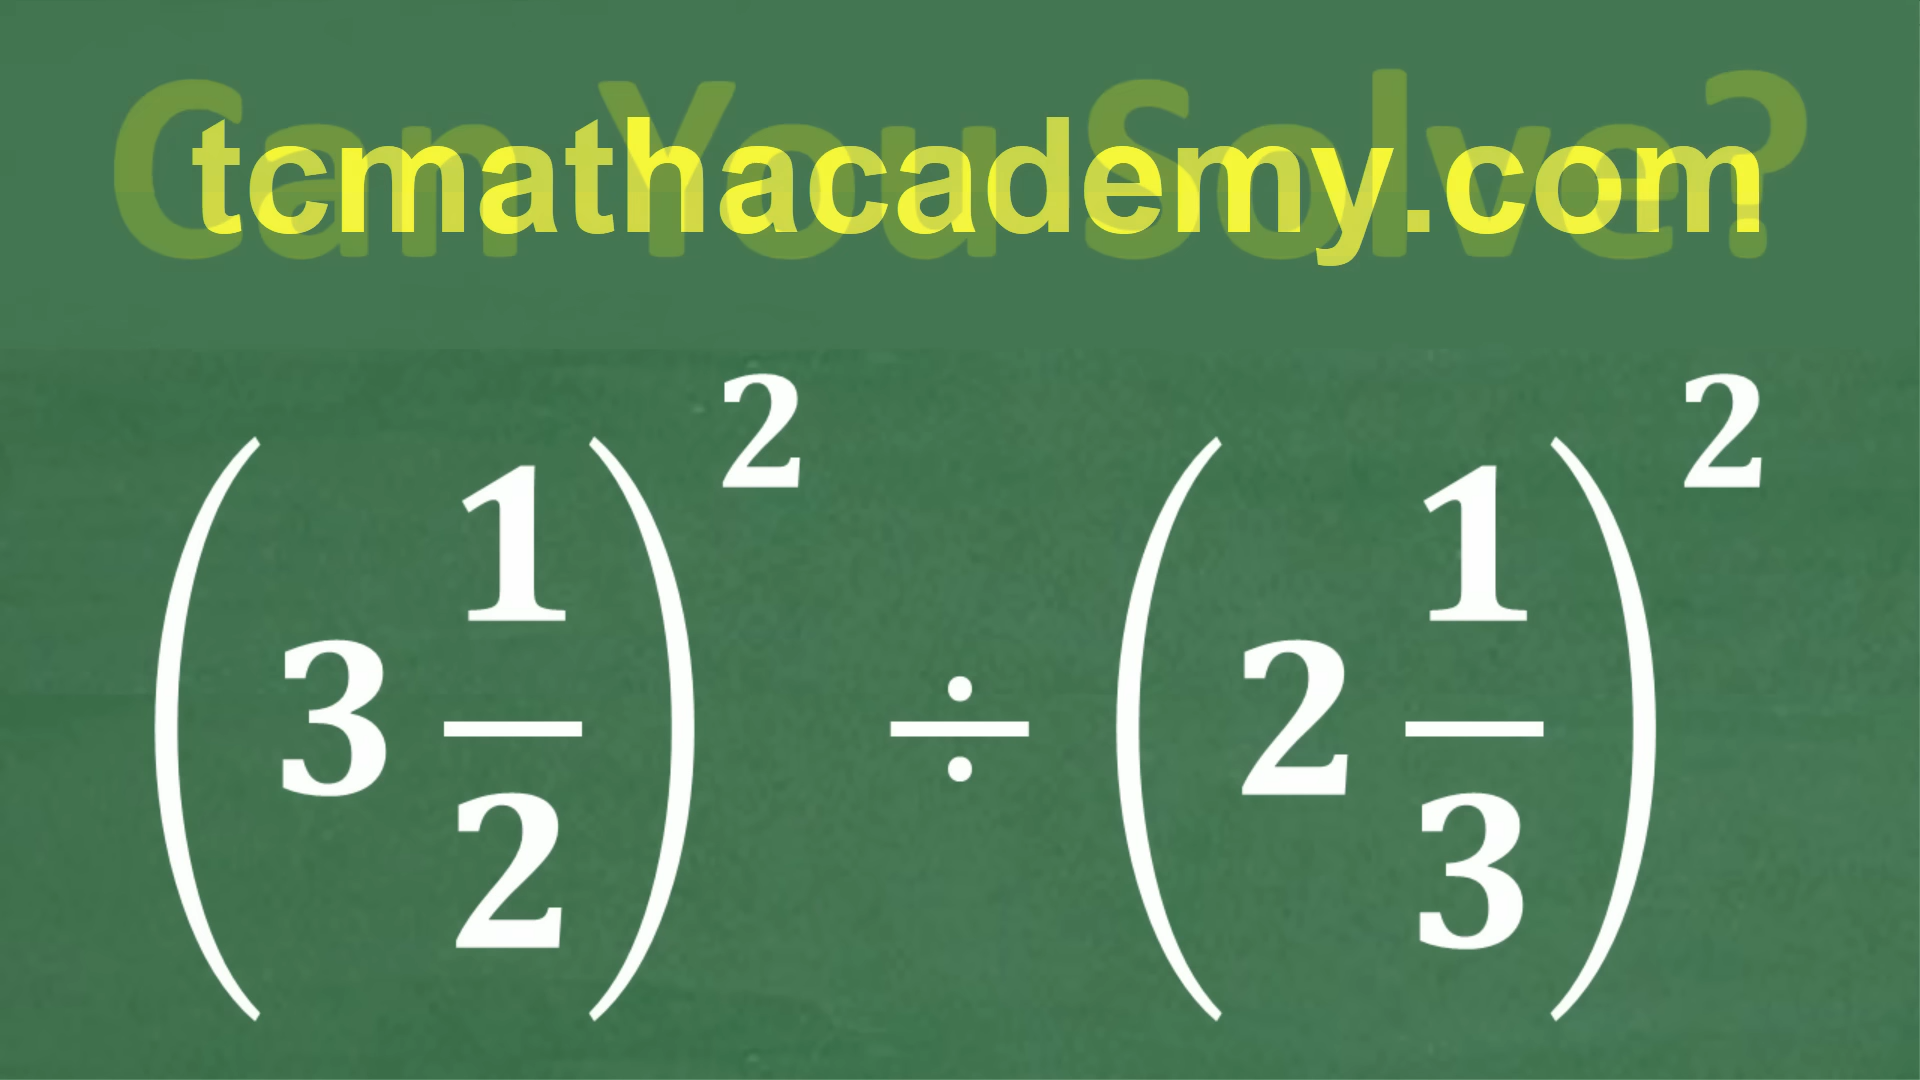 Can You Solve?
tcmathacademy.com
(3 1/2)² ÷ (2 1/3)²